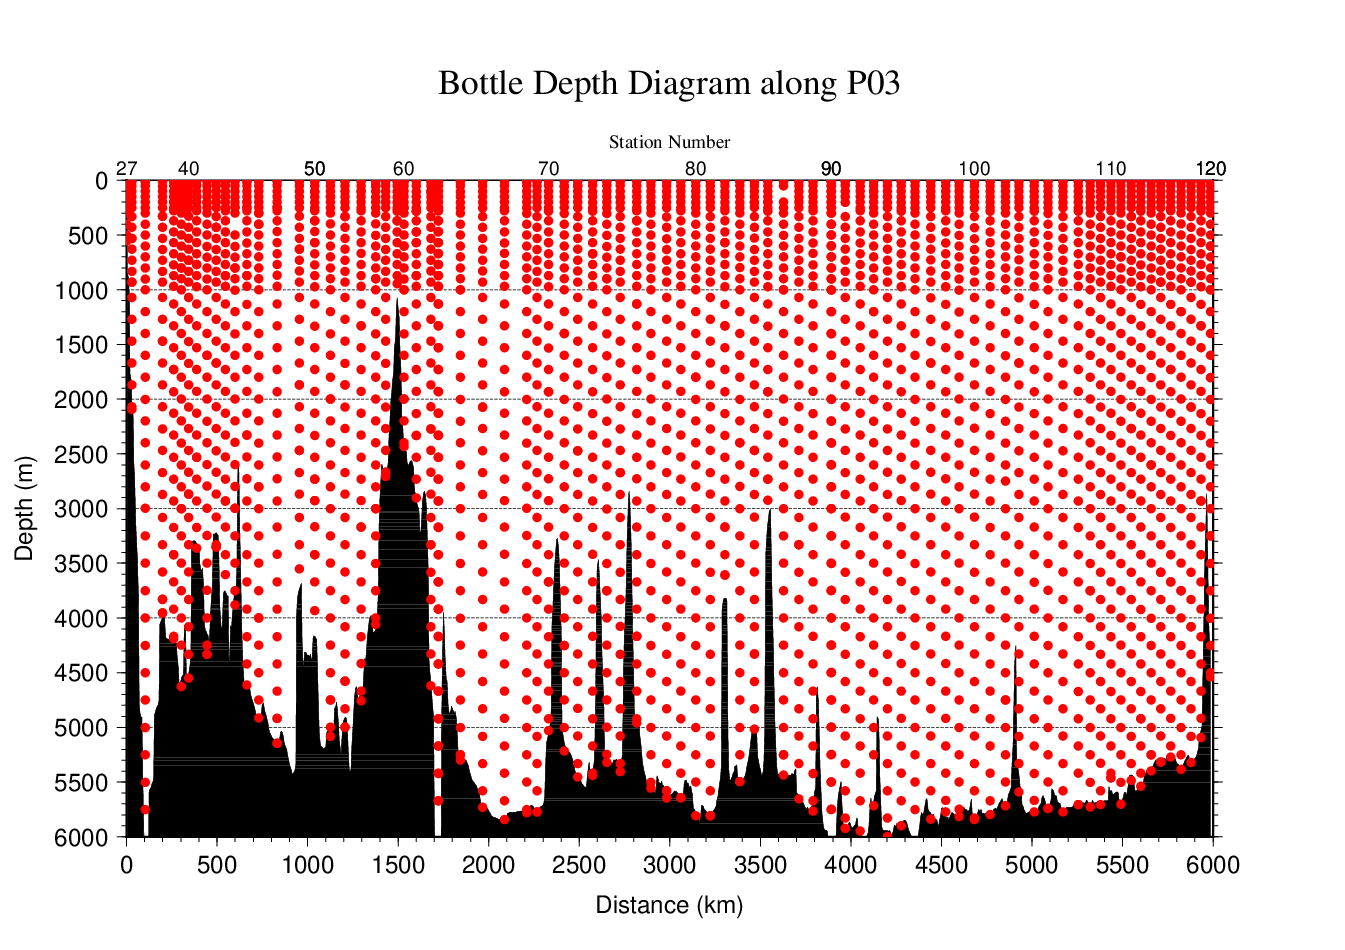 Bottle Depth Diagram along P03
Station Number
27 40 50 60 70 80 90 100 110 120
0
500
1000
1500
2000
2500
3000
3500
4000
4500
5000
5500
6000
Depth (m)
0 500 1000 1500 2000 2500 3000 3500 4000 4500 5000 5500 6000
Distance (km)